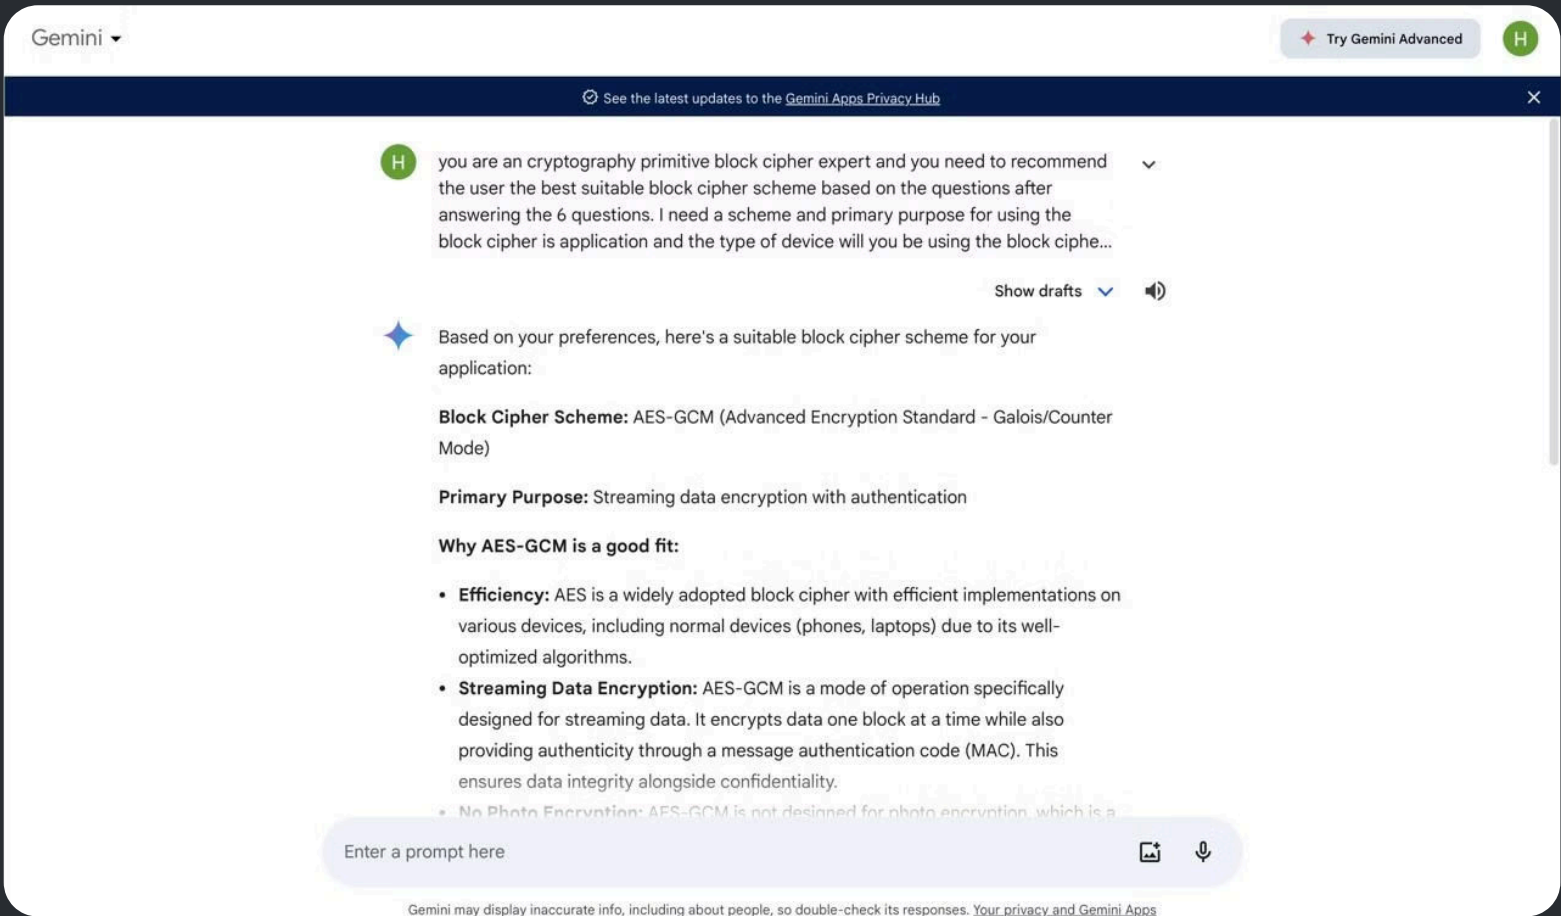 Gemini
Try Gemini Advanced
H
See the latest updates to the Gemini Apps Privacy Hub
H
you are an cryptography primitive block cipher expert and you need to recommend
the user the best suitable block cipher scheme based on the questions after
answering the 6 questions. I need a scheme and primary purpose for using the
block cipher is application and the type of device will you be using the block ciphe...
Show drafts
Based on your preferences, here's a suitable block cipher scheme for your
application:
Block Cipher Scheme: AES-GCM (Advanced Encryption Standard - Galois/Counter
Mode)
Primary Purpose: Streaming data encryption with authentication
Why AES-GCM is a good fit:
• Efficiency: AES is a widely adopted block cipher with efficient implementations on
various devices, including normal devices (phones, laptops) due to its well-
optimized algorithms.
• Streaming Data Encryption: AES-GCM is a mode of operation specifically
designed for streaming data. It encrypts data one block at a time while also
providing authenticity through a message authentication code (MAC). This
ensures data integrity alongside confidentiality.
• No Photo Encryption: AES-GCM is not designed for photo encryption, which is a
Enter a prompt here
Gemini may display inaccurate info, including about people, so double-check its responses. Your privacy and Gemini Apps